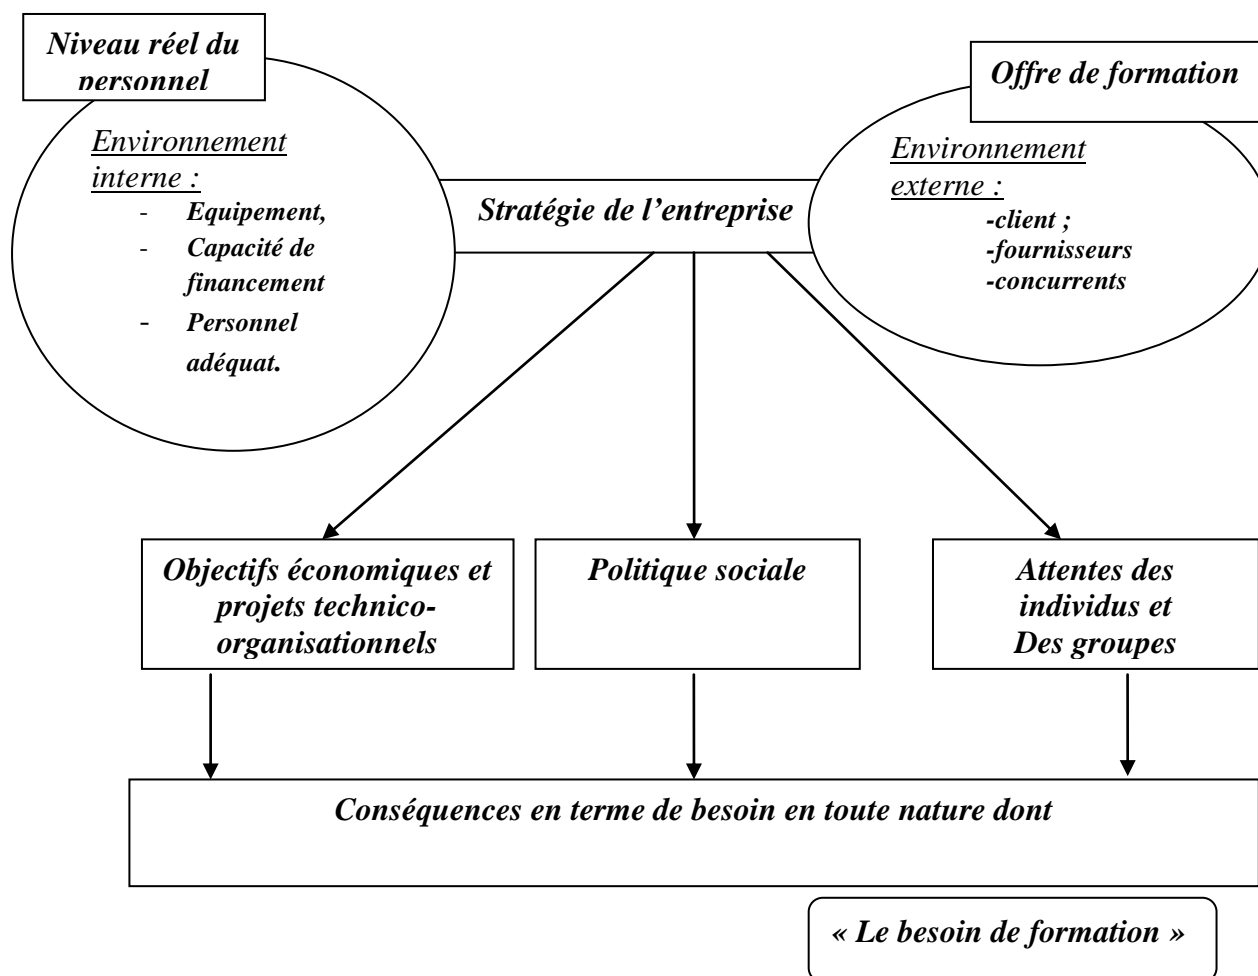 Niveau réel du
personnel
Offre de formation
Environnement
interne :
- Equipement,
- Capacité de
financement
- Personnel
adéquat.
Stratégie de l’entreprise
Environnement
externe :
-client ;
-fournisseurs
-concurrents
Objectifs économiques et
projets technico-
organisationnels
Politique sociale
Attentes des
individus et
Des groupes
Conséquences en terme de besoin en toute nature dont
« Le besoin de formation »